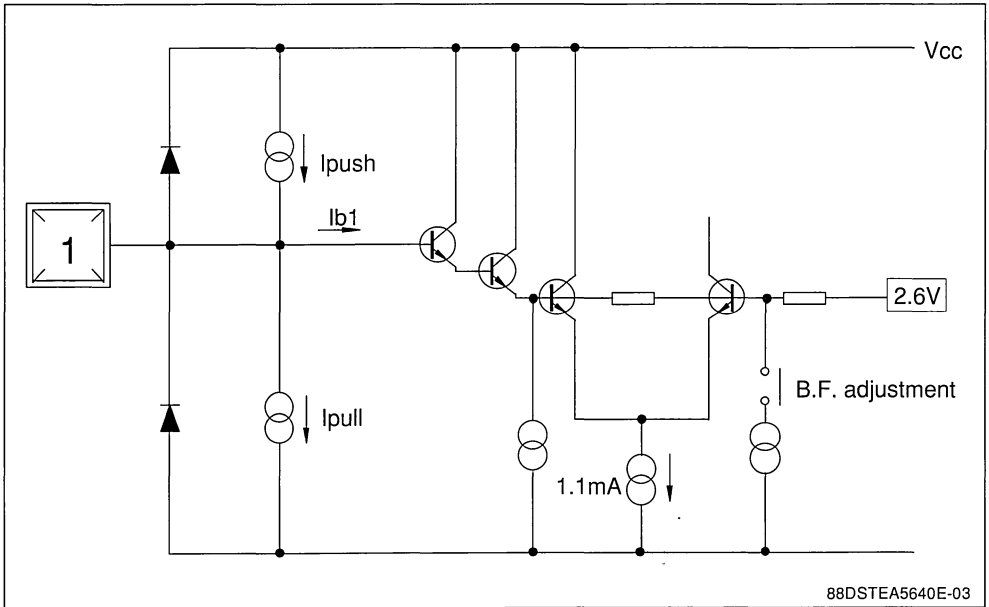 Vcc
Ipush
Ib1
1
2.6V
Ipull
B.F. adjustment
1.1mA
88DSTEA5640E-03